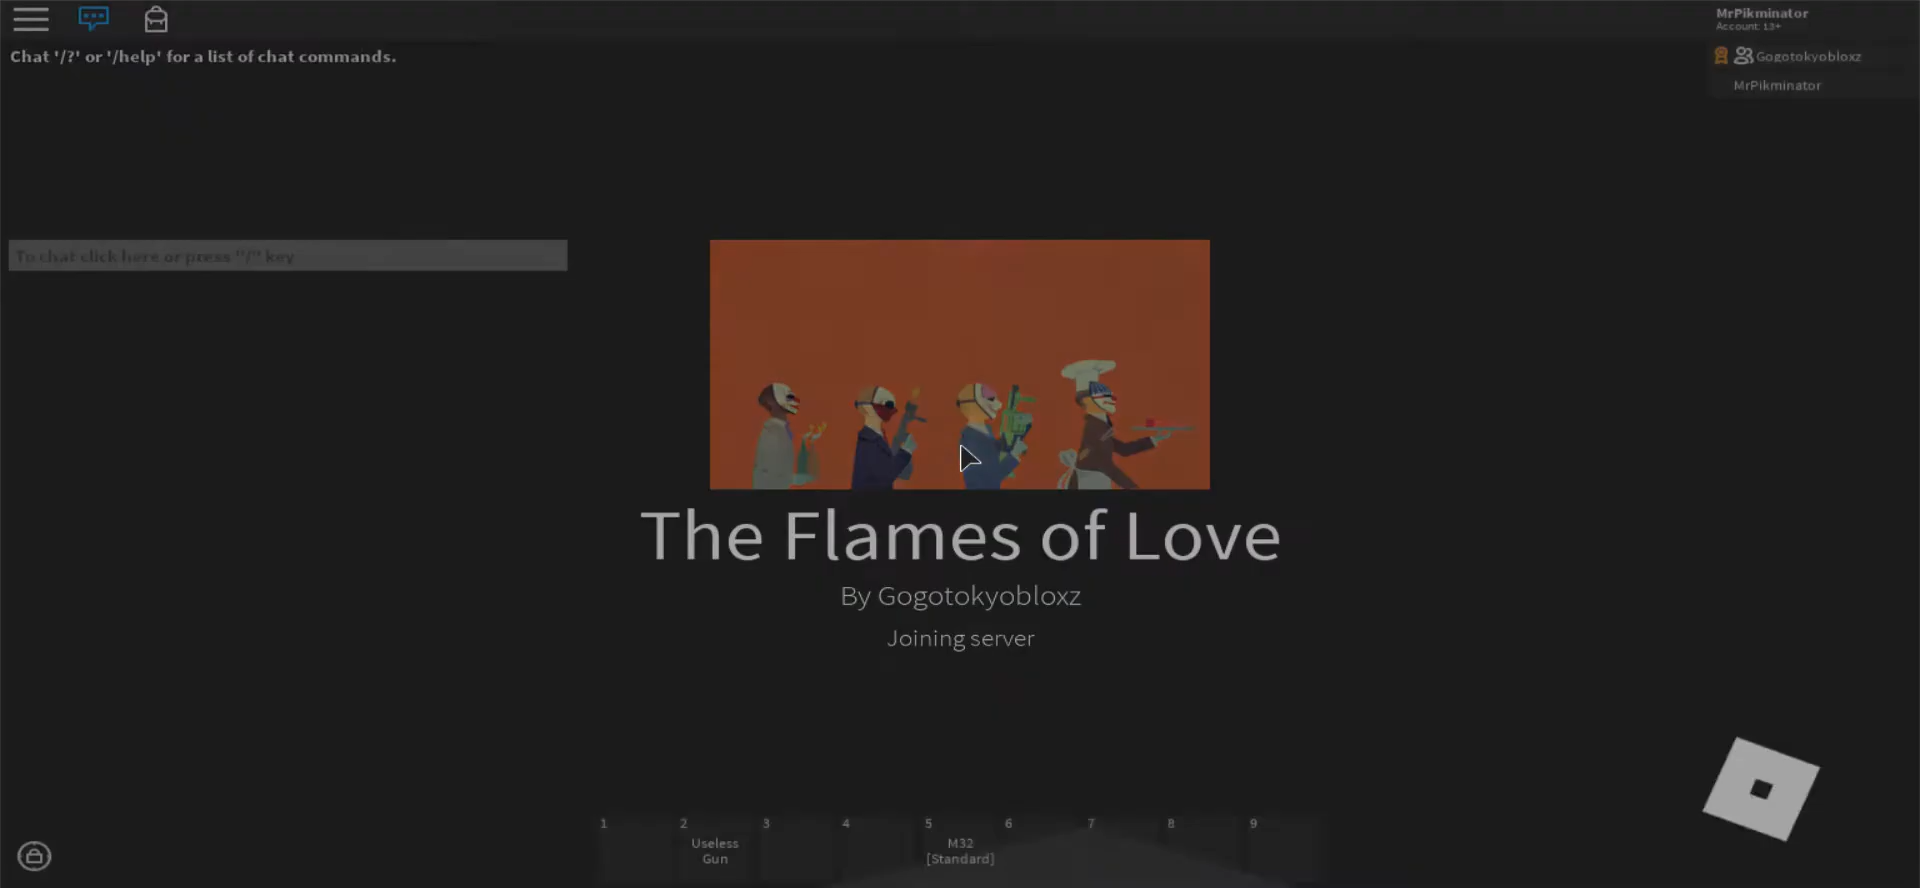 MrPikminator
Account: 13+
Chat '/?' or '/help' for a list of chat commands.
Gogotokyobloxz
MrPikminator
To chat click here or press "/" key
The Flames of Love
By Gogotokyobloxz
Joining server
1 2 3 4 5 6 7 8 9
Useless
Gun
M32
[Standard]